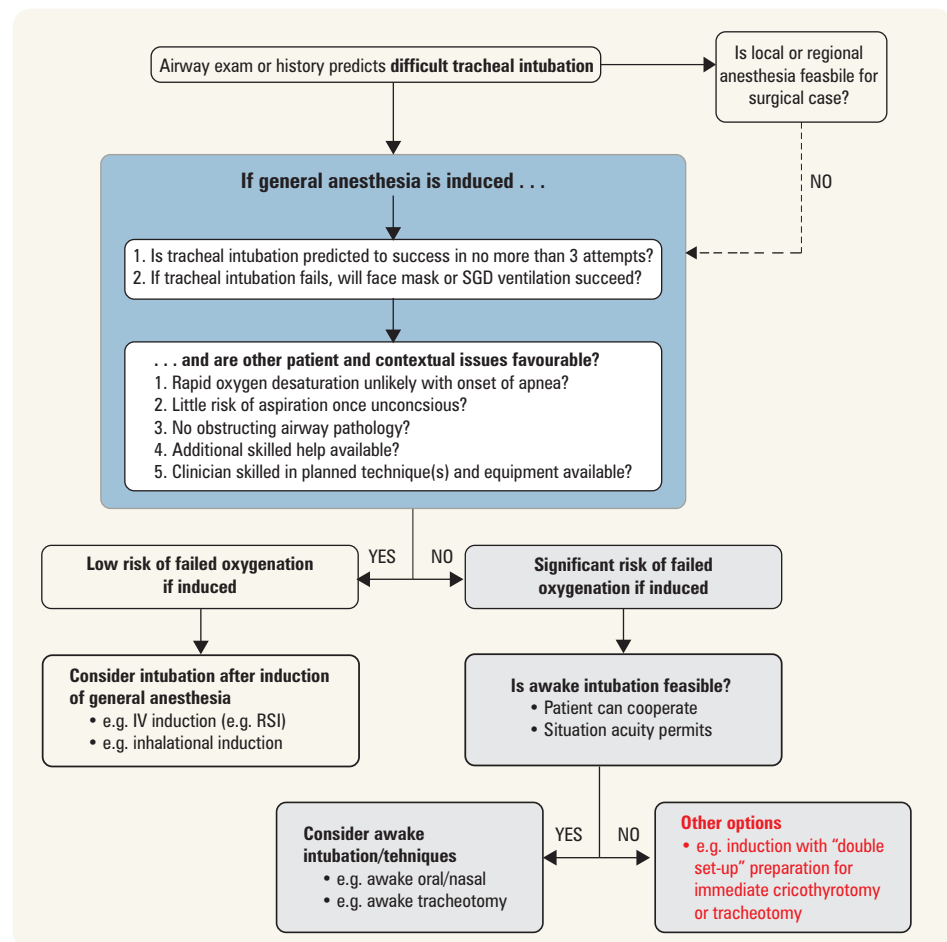 Airway exam or history predicts difficult tracheal intubation
Is local or regional
anesthesia feasbile for
surgical case?
NO
If general anesthesia is induced . . .
1. Is tracheal intubation predicted to success in no more than 3 attempts?
2. If tracheal intubation fails, will face mask or SGD ventilation succeed?
. . . and are other patient and contextual issues favourable?
1. Rapid oxygen desaturation unlikely with onset of apnea?
2. Little risk of aspiration once unconcsious?
3. No obstructing airway pathology?
4. Additional skilled help available?
5. Clinician skilled in planned technique(s) and equipment available?
YES
NO
Low risk of failed oxygenation
if induced
Significant risk of failed
oxygenation if induced
Consider intubation after induction
of general anesthesia
• e.g. IV induction (e.g. RSI)
• e.g. inhalational induction
Is awake intubation feasible?
• Patient can cooperate
• Situation acuity permits
YES
NO
Consider awake
intubation/tehniques
• e.g. awake oral/nasal
• e.g. awake tracheotomy
Other options
• e.g. induction with “double
set-up” preparation for
immediate cricothyrotomy
or tracheotomy